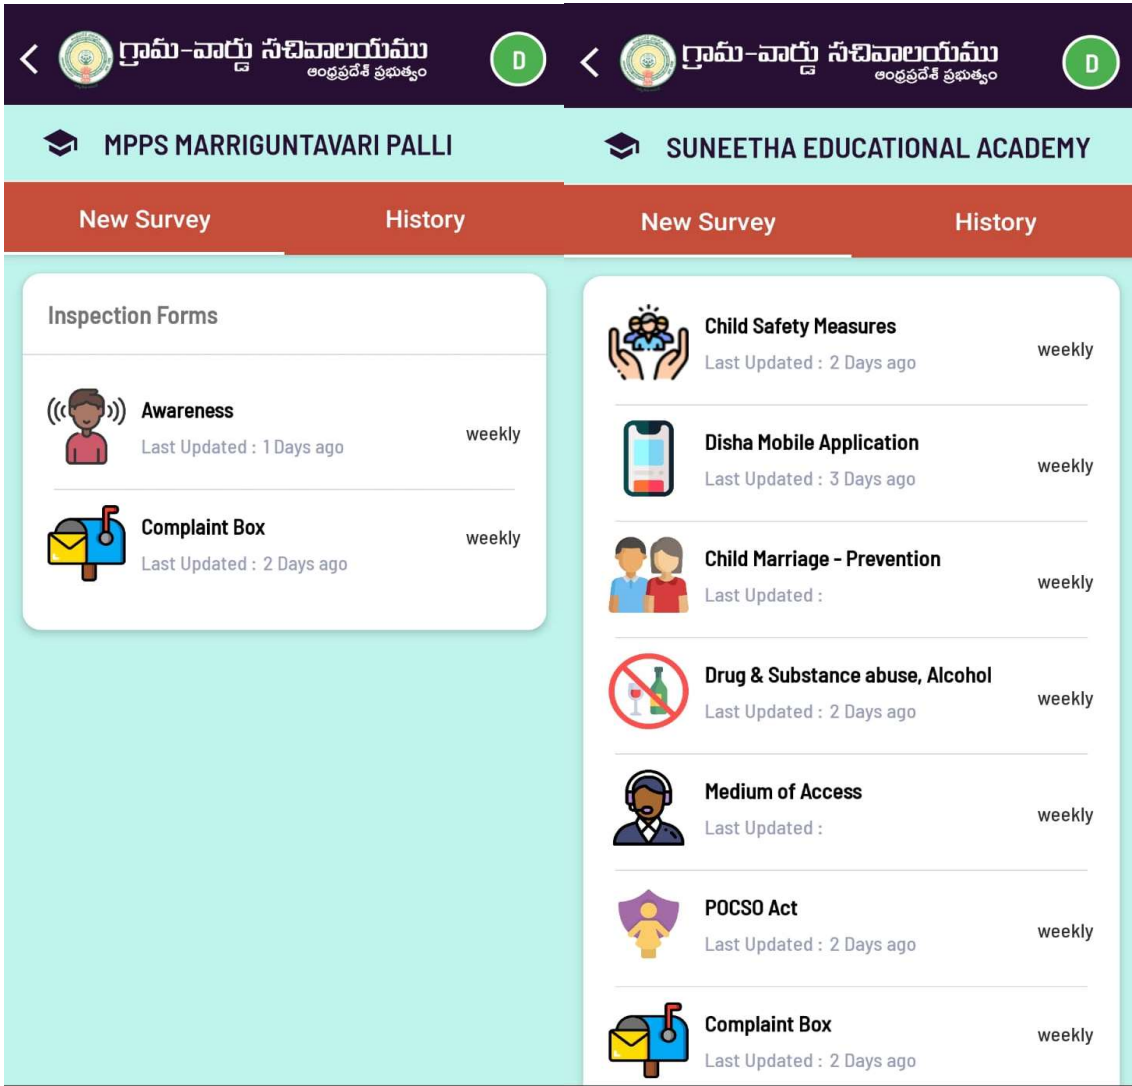 గ్రామ-వార్డు సచివాలయము
ఆంధ్రప్రదేశ్ ప్రభుత్వం
D
MPPS MARRIGUNTAVARI PALLI
New Survey
History
Inspection Forms
Awareness
Last Updated : 1 Days ago
weekly
Complaint Box
Last Updated : 2 Days ago
weekly
గ్రామ-వార్డు సచివాలయము
ఆంధ్రప్రదేశ్ ప్రభుత్వం
D
SUNEETHA EDUCATIONAL ACADEMY
New Survey
History
Child Safety Measures
Last Updated : 2 Days ago
weekly
Disha Mobile Application
Last Updated : 3 Days ago
weekly
Child Marriage - Prevention
Last Updated :
weekly
Drug & Substance abuse, Alcohol
Last Updated : 2 Days ago
weekly
Medium of Access
Last Updated :
weekly
POCSO Act
Last Updated : 2 Days ago
weekly
Complaint Box
Last Updated : 2 Days ago
weekly